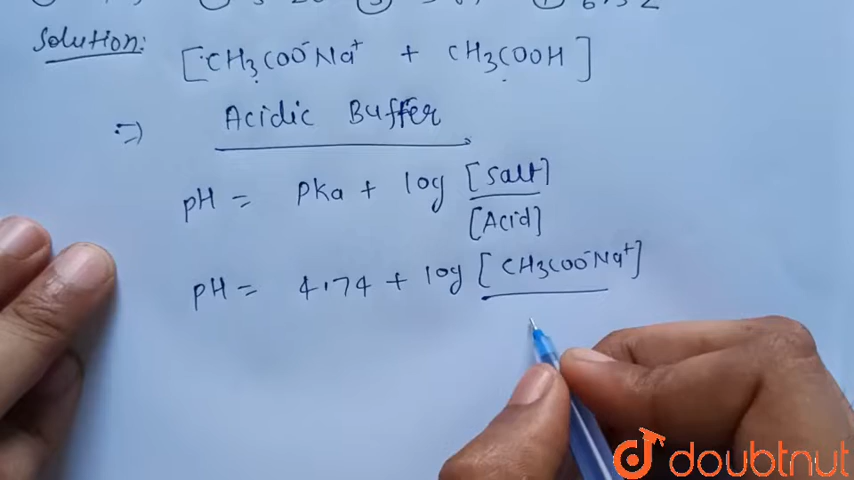 Solution:
[CH3COO⁻Na⁺ + CH3COOH]
⇒ Acidic Buffer
pH = PKa + log [Salt]
[Acid]
pH = 4.74 + log [CH3COO⁻Na⁺]
doubtnut